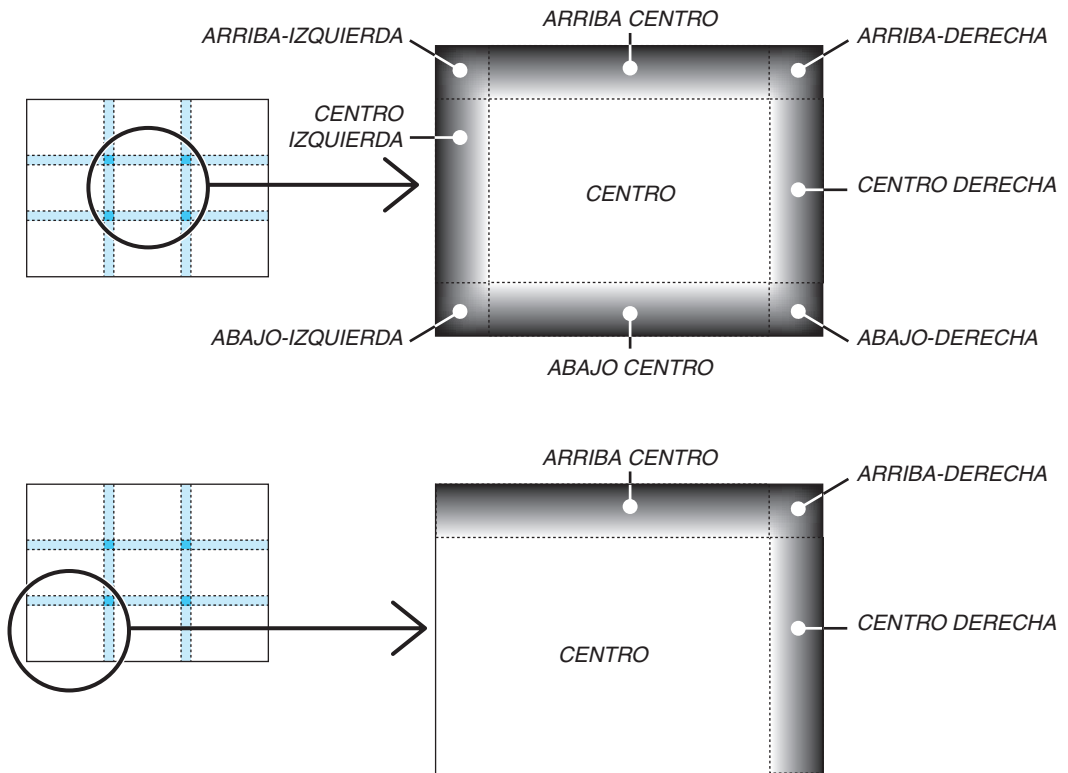 ARRIBA CENTRO
ARRIBA-IZQUIERDA
ARRIBA-DERECHA
CENTRO
IZQUIERDA
CENTRO
CENTRO DERECHA
ABAJO-IZQUIERDA
ABAJO-DERECHA
ABAJO CENTRO
ARRIBA CENTRO
ARRIBA-DERECHA
CENTRO DERECHA
CENTRO